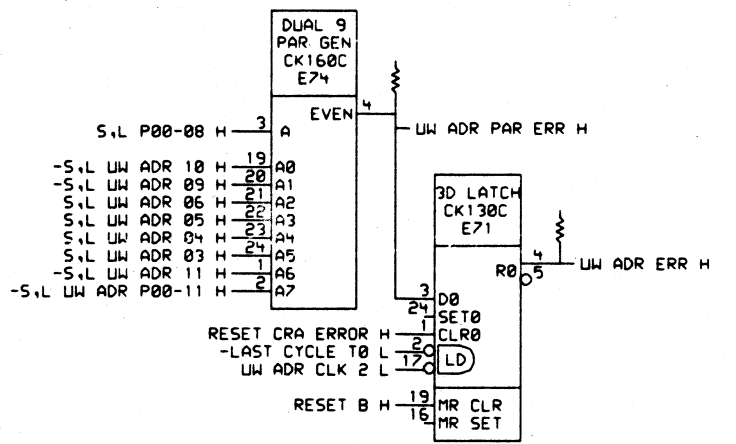 DUAL 9
PAR GEN
CK160C
E74
EVEN 4
UW ADR PAR ERR H
S,L P00-08 H 3 A
-S,L UW ADR 10 H 19 A0
-S,L UW ADR 09 H 20 A1
S,L UW ADR 06 H 21 A2
S,L UW ADR 05 H 22 A3
S,L UW ADR 04 H 23 A4
S,L UW ADR 03 H 24 A5
-S,L UW ADR 11 H 1 A6
-S,L UW ADR P00-11 H 2 A7
3D LATCH
CK130C
E71
R0 4
5
UW ADR ERR H
3 D0
24 SET0
RESET CRA ERROR H 1 CLR0
-LAST CYCLE T0 L 2
LD
UW ADR CLK 2 L 17
RESET B H 19 MR CLR
16 MR SET